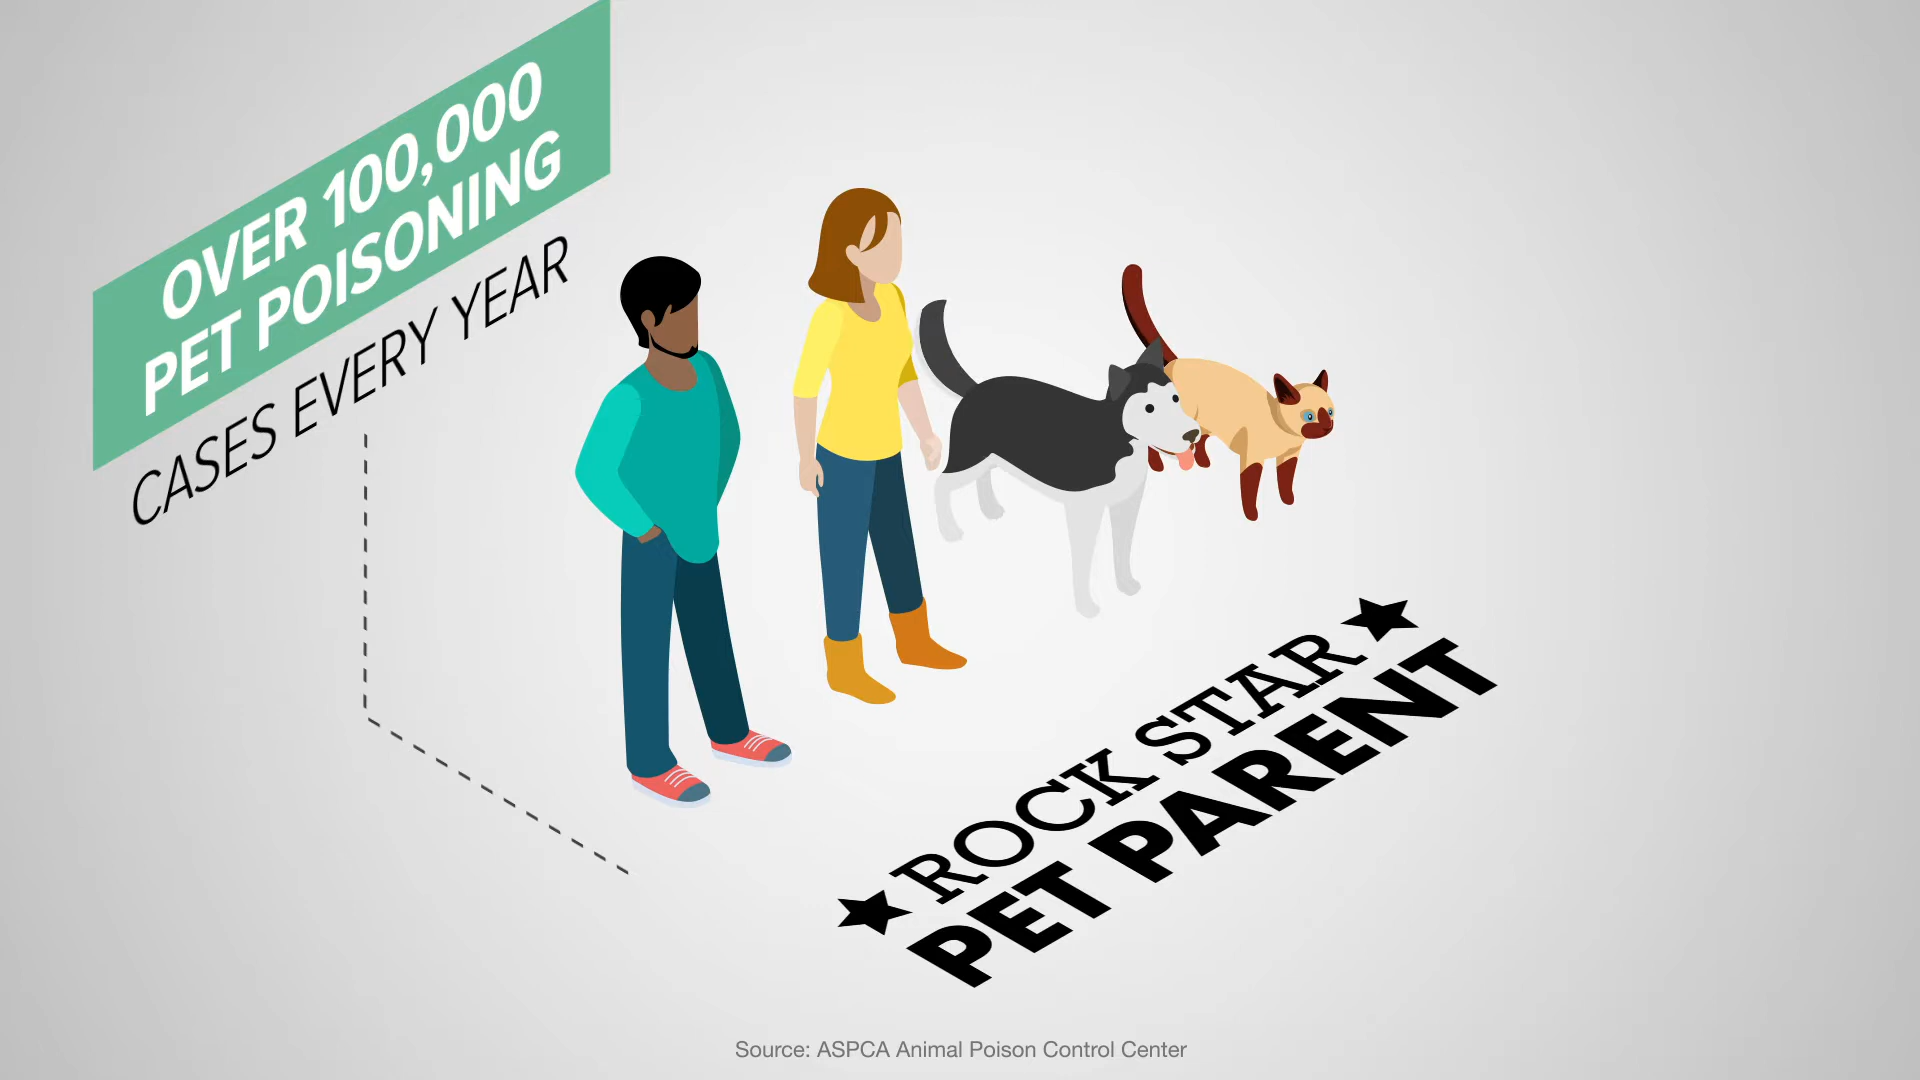 OVER 100,000
PET POISONING
CASES EVERY YEAR
ROCK STAR
PET PARENT
Source: ASPCA Animal Poison Control Center